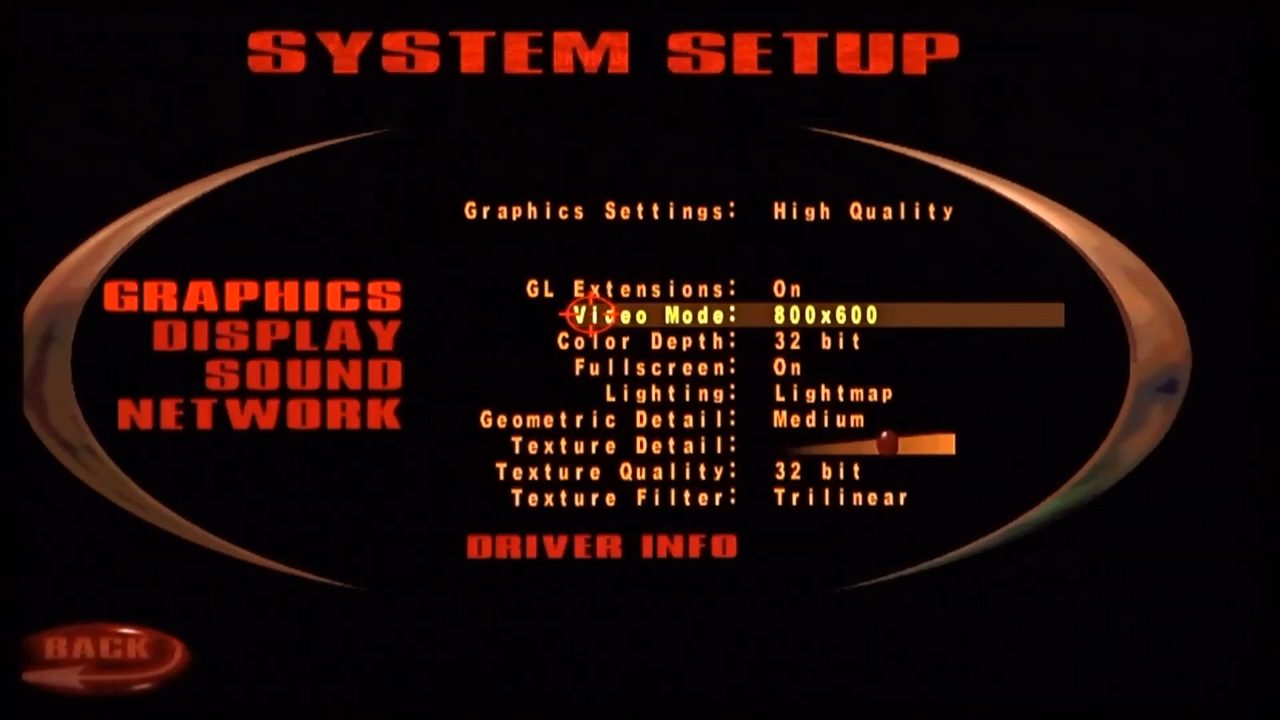 SYSTEM SETUP
Graphics Settings: High Quality
GRAPHICS
DISPLAY
SOUND
NETWORK
GL Extensions: On
Video Mode: 800x600
Color Depth: 32 bit
Fullscreen: On
Lighting: Lightmap
Geometric Detail: Medium
Texture Detail:
Texture Quality: 32 bit
Texture Filter: Trilinear
DRIVER INFO
BACK